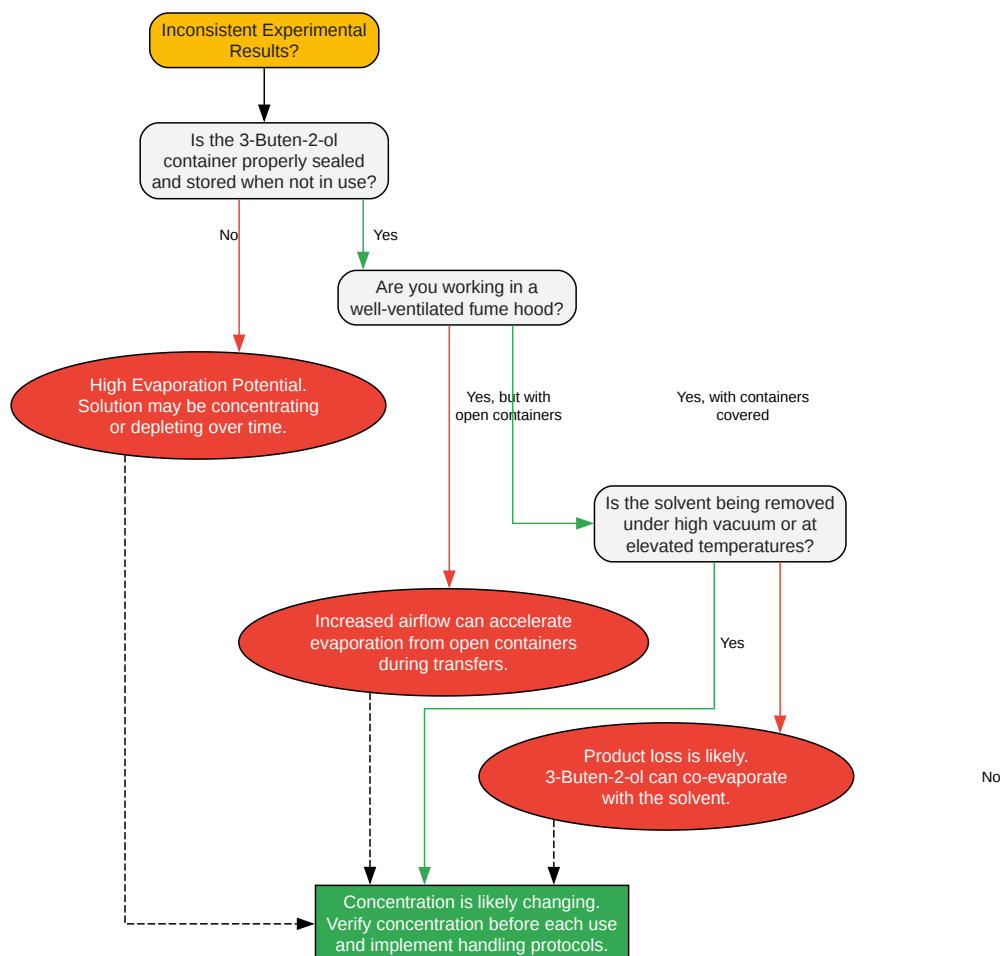 Inconsistent Experimental
Results?
Is the 3-Buten-2-ol
container properly sealed
and stored when not in use?
No
Yes
Are you working in a
well-ventilated fume hood?
High Evaporation Potential.
Solution may be concentrating
or depleting over time.
Yes, but with
open containers
Yes, with containers
covered
Is the solvent being removed
under high vacuum or at
elevated temperatures?
Increased airflow can accelerate
evaporation from open containers
during transfers.
Yes
Product loss is likely.
3-Buten-2-ol can co-evaporate
with the solvent.
No
Concentration is likely changing.
Verify concentration before each use
and implement handling protocols.